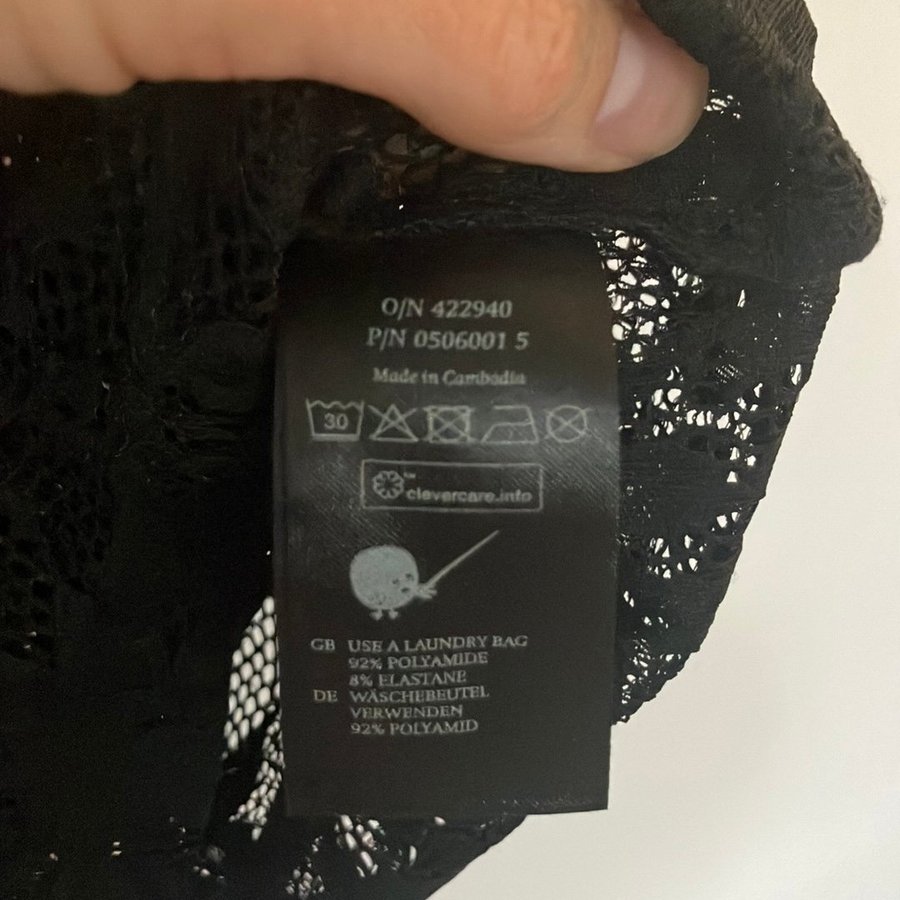 O/N 422940
P/N 0506001 5
Made in Cambodia
30
clevercare.info
GB USE A LAUNDRY BAG
92% POLYAMIDE
8% ELASTANE
DE WÄSCHEBEUTEL
VERWENDEN
92% POLYAMID